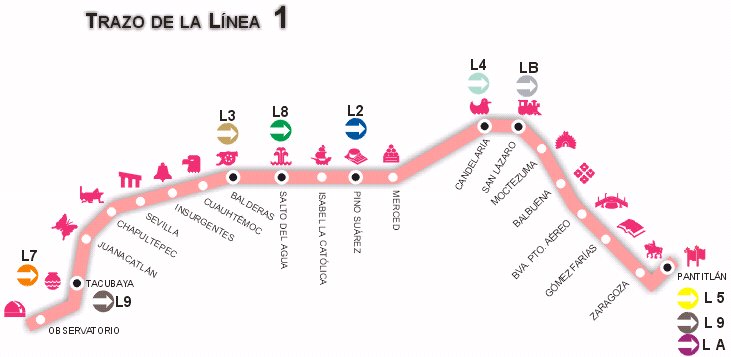 TRAZO DE LA LÍNEA 1
L7
OBSERVATORIO
TACUBAYA
L9
JUANACATLÁN
CHAPULTEPEC
SEVILLA
INSURGENTES
CUAUHTEMOC
L3
BALDERAS
L8
SALTO DEL AGUA
ISABEL LA CATÓLICA
L2
PINO SUÁREZ
MERCED
L4
CANDELARIA
LB
SAN LÁZARO
MOCTEZUMA
BALBUENA
BVA. PTO. AÉREO
GOMEZ FARÍAS
ZARAGOZA
PANTITLÁN
L 5
L 9
L A